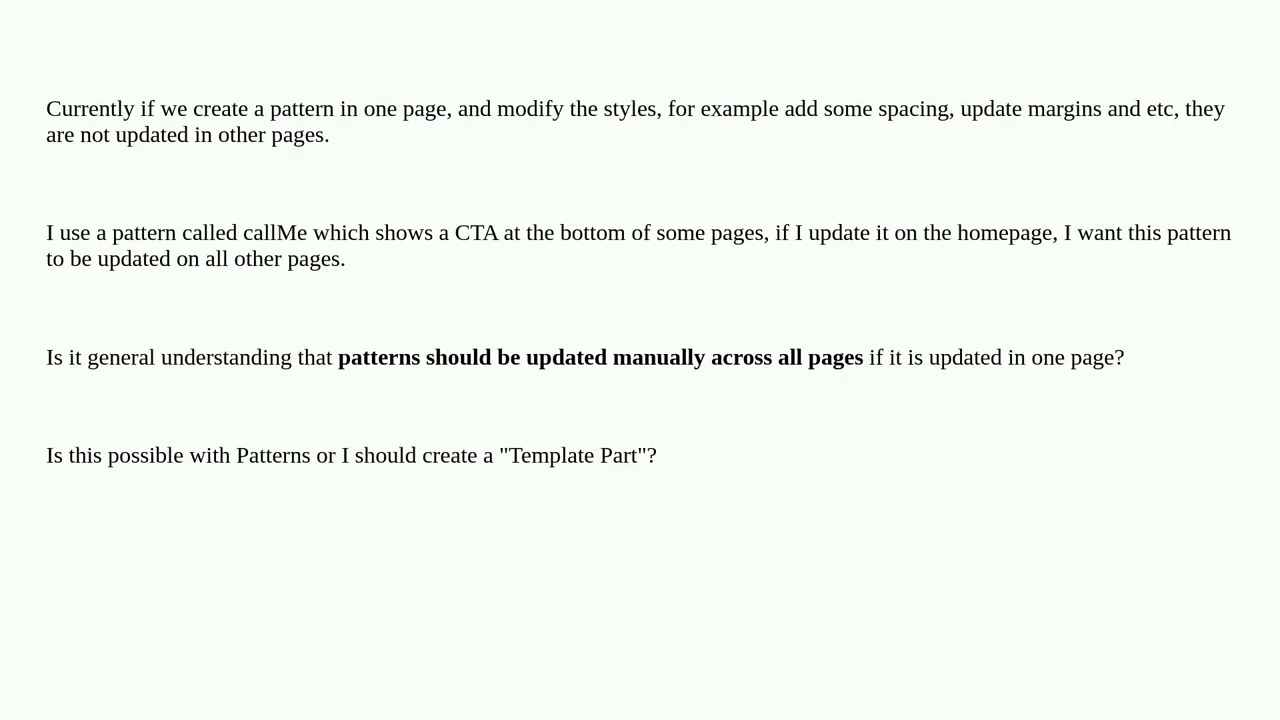 Currently if we create a pattern in one page, and modify the styles, for example add some spacing, update margins and etc, they
are not updated in other pages.
I use a pattern called callMe which shows a CTA at the bottom of some pages, if I update it on the homepage, I want this pattern
to be updated on all other pages.
Is it general understanding that patterns should be updated manually across all pages if it is updated in one page?
Is this possible with Patterns or I should create a "Template Part"?